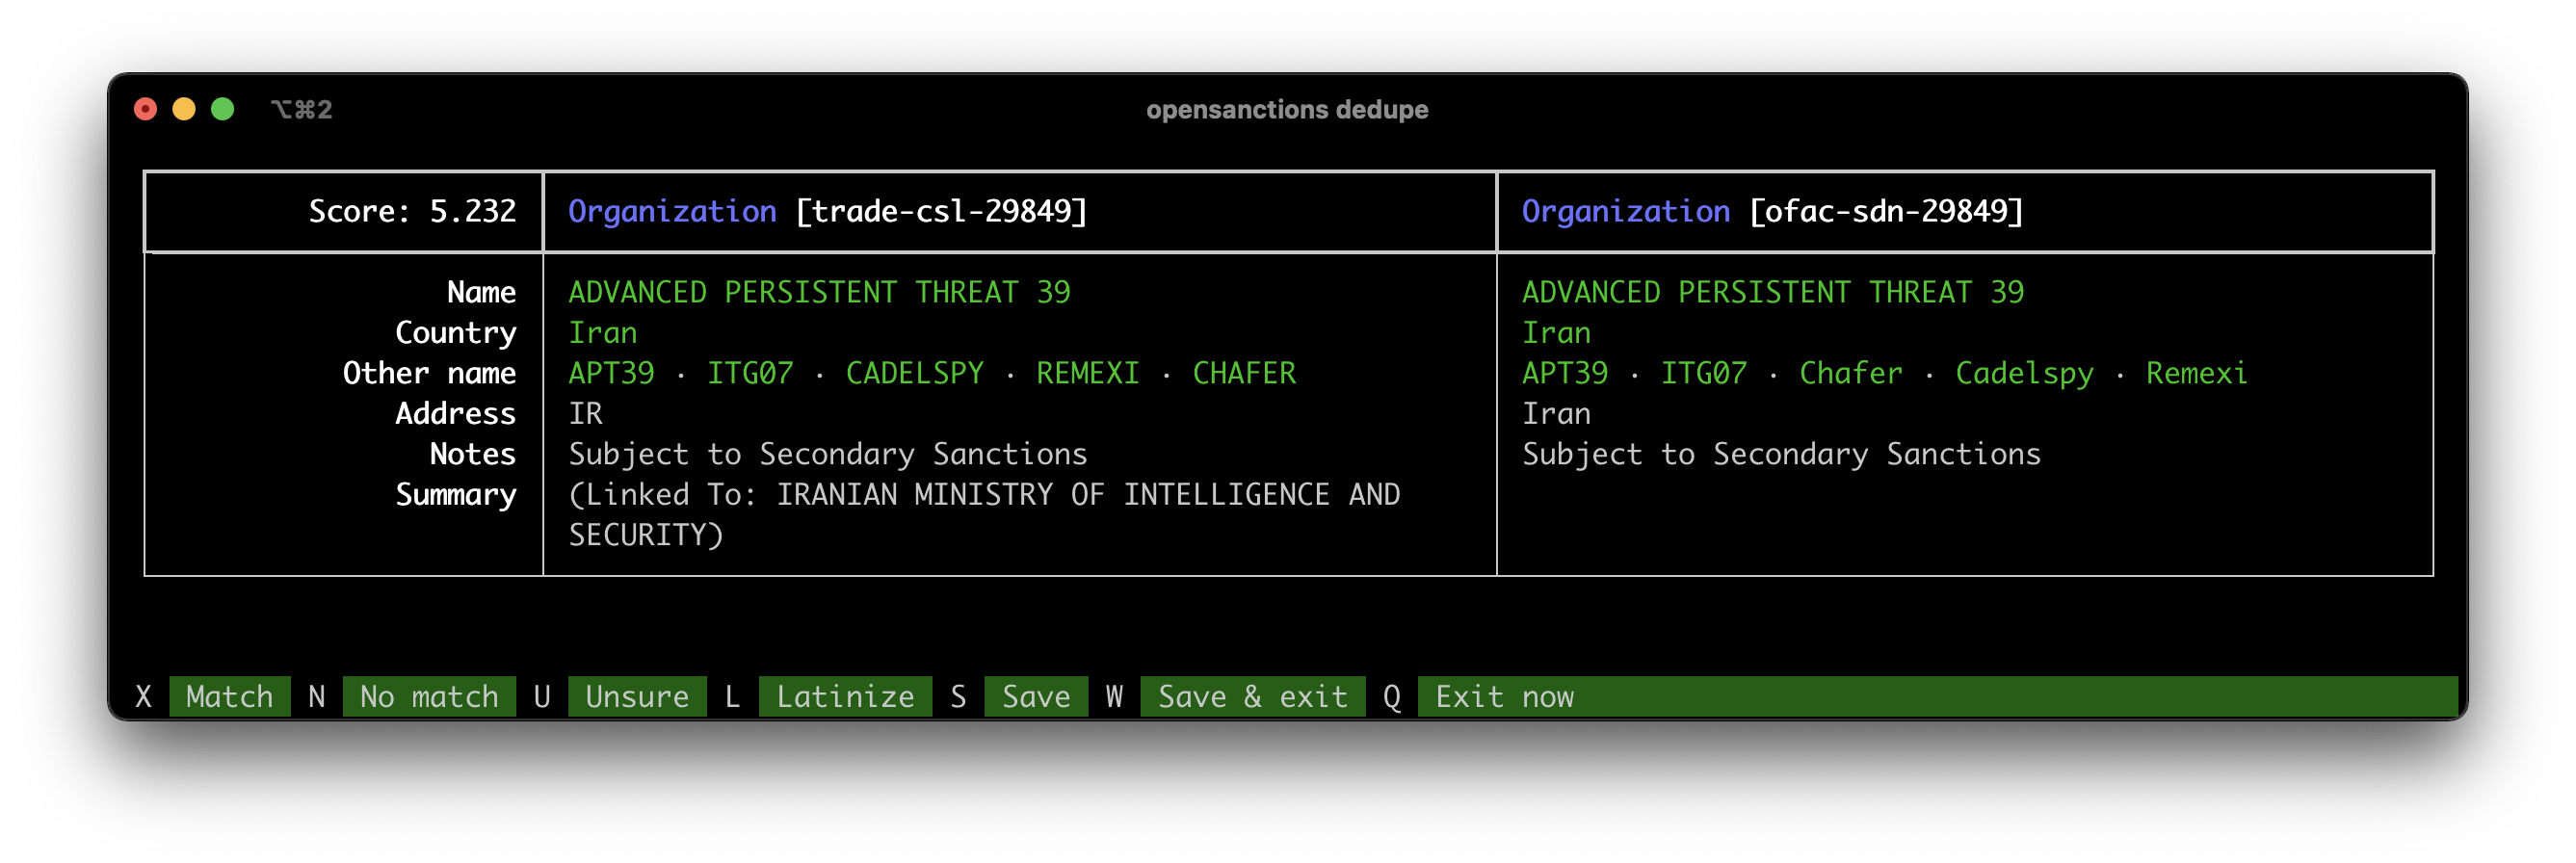 ⌥⌘2 opensanctions dedupe
Score: 5.232 Organization [trade-csl-29849] Organization [ofac-sdn-29849]
Name ADVANCED PERSISTENT THREAT 39 ADVANCED PERSISTENT THREAT 39
Country Iran Iran
Other name APT39 · ITG07 · CADELSPY · REMEXI · CHAFER APT39 · ITG07 · Chafer · Cadelspy · Remexi
Address IR Iran
Notes Subject to Secondary Sanctions Subject to Secondary Sanctions
Summary (Linked To: IRANIAN MINISTRY OF INTELLIGENCE AND
SECURITY)
X Match N No match U Unsure L Latinize S Save W Save & exit Q Exit now